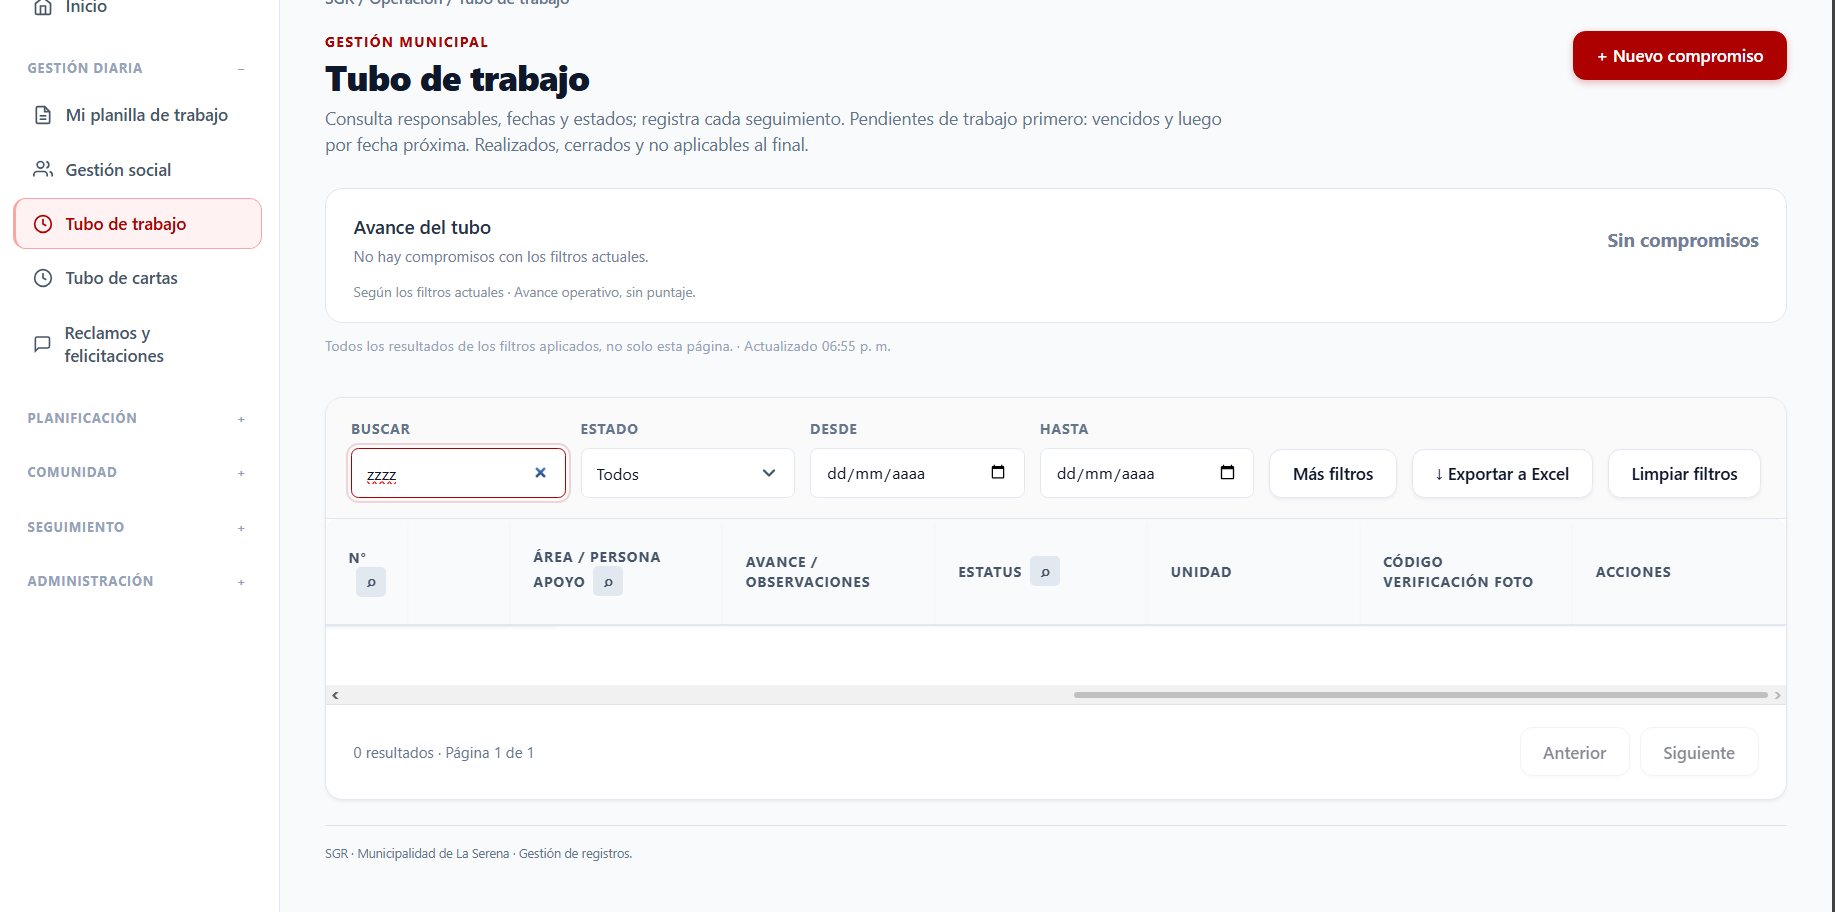 Inicio
GESTIÓN DIARIA
Mi planilla de trabajo
Gestión social
Tubo de trabajo
Tubo de cartas
Reclamos y
felicitaciones
PLANIFICACIÓN
COMUNIDAD
SEGUIMIENTO
ADMINISTRACIÓN
SGR / Operación / Tubo de trabajo
GESTIÓN MUNICIPAL
Tubo de trabajo
Consulta responsables, fechas y estados; registra cada seguimiento. Pendientes de trabajo primero: vencidos y luego
por fecha próxima. Realizados, cerrados y no aplicables al final.
+ Nuevo compromiso
Avance del tubo
No hay compromisos con los filtros actuales.
Según los filtros actuales · Avance operativo, sin puntaje.
Sin compromisos
Todos los resultados de los filtros aplicados, no solo esta página. · Actualizado 06:55 p. m.
BUSCAR
zzzz
ESTADO
Todos
DESDE
dd/mm/aaaa
HASTA
dd/mm/aaaa
Más filtros
↓ Exportar a Excel
Limpiar filtros
N°
ÁREA / PERSONA
APOYO
AVANCE /
OBSERVACIONES
ESTATUS
UNIDAD
CÓDIGO
VERIFICACIÓN FOTO
ACCIONES
0 resultados · Página 1 de 1
Anterior
Siguiente
SGR · Municipalidad de La Serena · Gestión de registros.